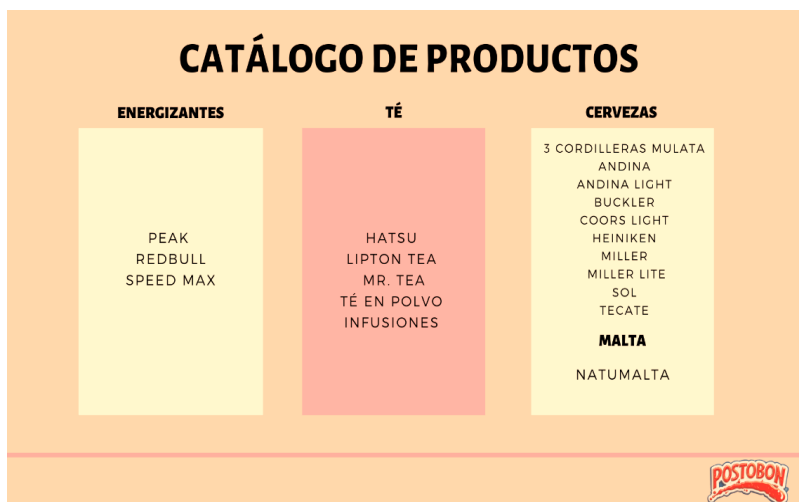 CATÁLOGO DE PRODUCTOS
ENERGIZANTES
PEAK
REDBULL
SPEED MAX
TÉ
HATSU
LIPTON TEA
MR. TEA
TÉ EN POLVO
INFUSIONES
CERVEZAS
3 CORDILLERAS MULATA
ANDINA
ANDINA LIGHT
BUCKLER
COORS LIGHT
HEINIKEN
MILLER
MILLER LITE
SOL
TECATE
MALTA
NATUMALTA
POSTOBON